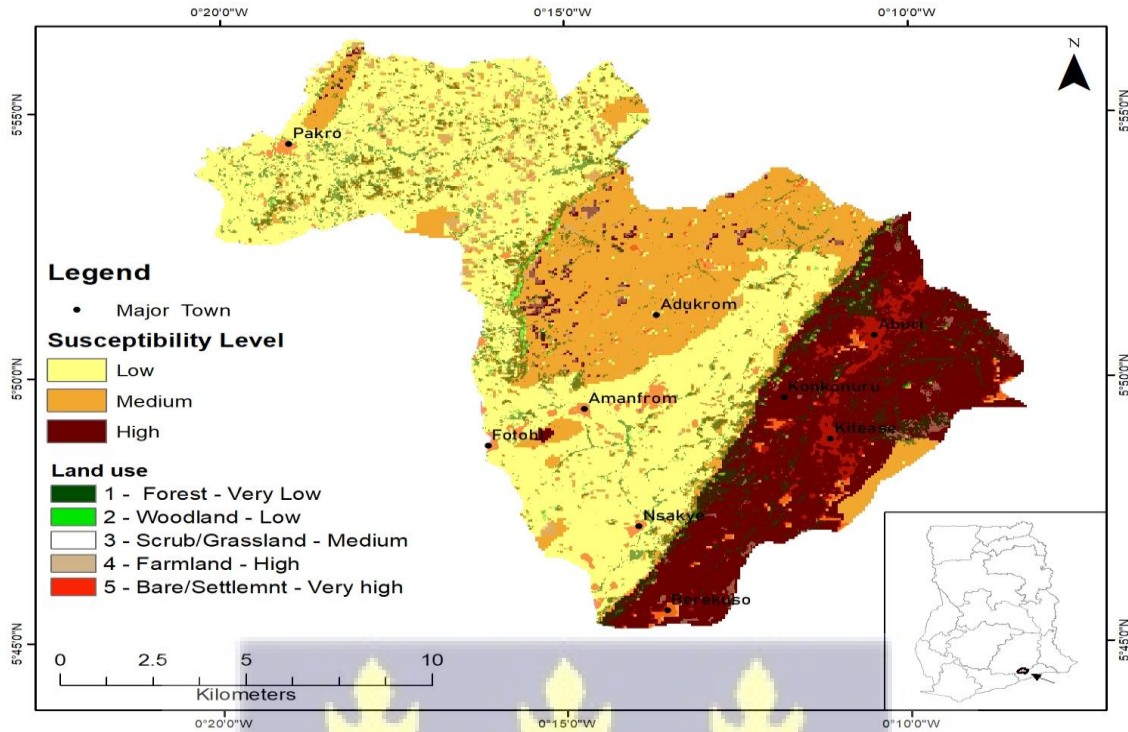 0°20'0"W 0°15'0"W 0°10'0"W
N
5°55'0"N 5°55'0"N
Pakro
Legend
Major Town
Susceptibility Level
Low
Medium
High
Land use
1 - Forest - Very Low
2 - Woodland - Low
3 - Scrub/Grassland - Medium
4 - Farmland - High
5 - Bare/Settlemnt - Very high
Adukrom
Aburi
5°50'0"N 5°50'0"N
Konkonuru
Amanfrom
Kitease
Fotobi
Nsakye
Berekuso
5°45'0"N 5°45'0"N
0 2.5 5 10
Kilometers
0°20'0"W 0°15'0"W 0°10'0"W